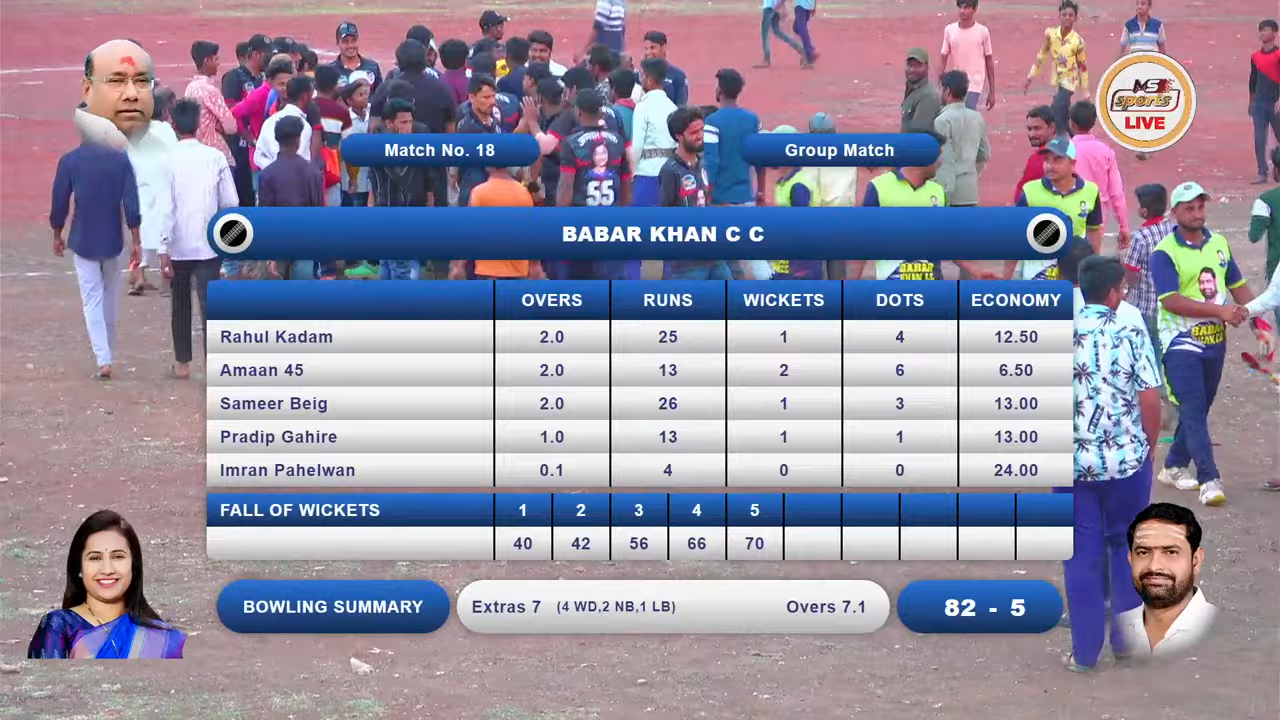 Match No. 18
Group Match
MS
sports
LIVE
55
BABAR KHAN C C
BABAR
KHAN
OVERS RUNS WICKETS DOTS ECONOMY
Rahul Kadam 2.0 25 1 4 12.50
Amaan 45 2.0 13 2 6 6.50
Sameer Beig 2.0 26 1 3 13.00
Pradip Gahire 1.0 13 1 1 13.00
Imran Pahelwan 0.1 4 0 0 24.00
FALL OF WICKETS 1 2 3 4 5
40 42 56 66 70
BOWLING SUMMARY Extras 7 (4 WD,2 NB,1 LB) Overs 7.1 82 - 5